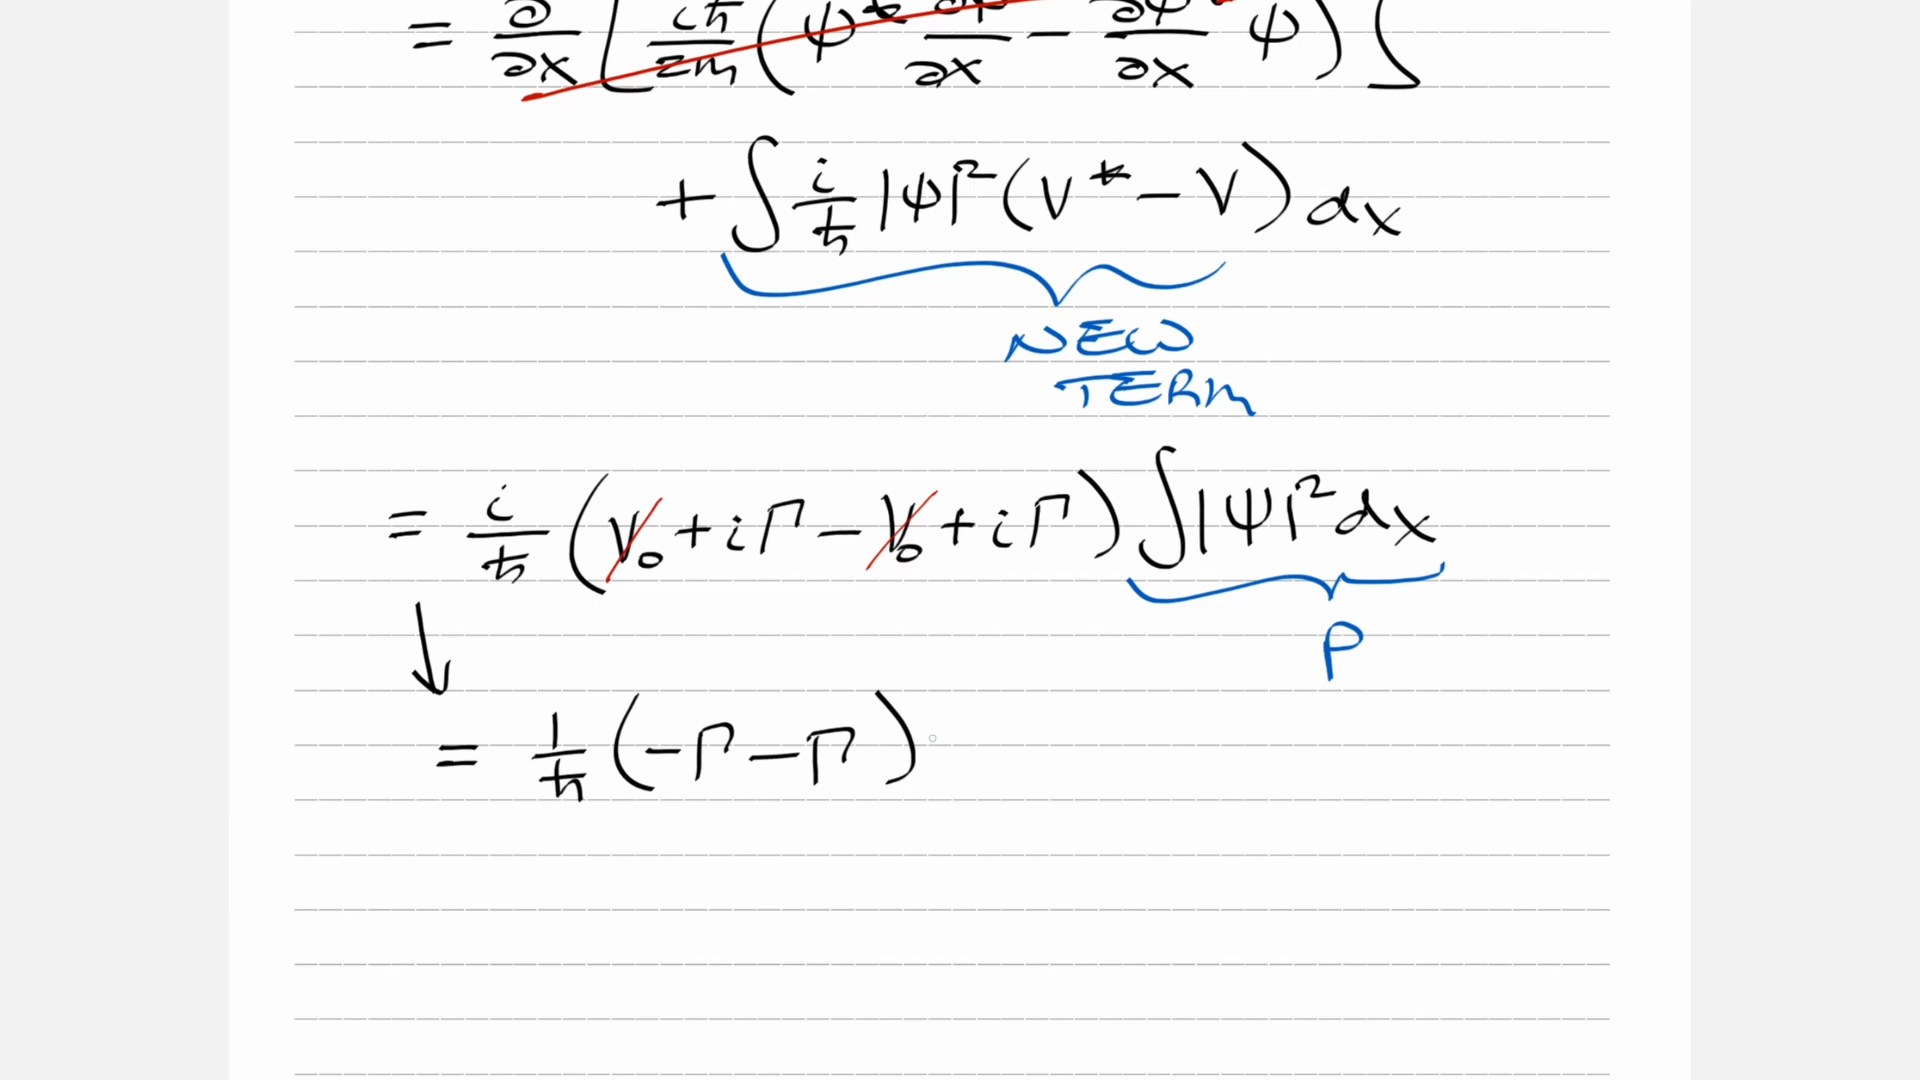 = ∂/∂x [ iℏ/2m ( ψ* ∂ψ/∂x − ∂ψ*/∂x ψ ) ]
+ ∫ i/ℏ |ψ|² (V* − V) dx
NEW
TERM
= i/ℏ (V₀ + iΓ − V₀ + iΓ) ∫ |ψ|² dx
P
↓
= 1/ℏ (−Γ − Γ)